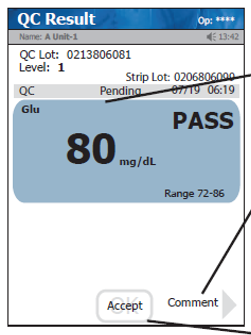 QC Result Op: ****
Name: A Unit-1 13:42
QC Lot: 0213806081
Level: 1
Strip Lot: 0206806099
QC Pending 07/19 06:19
Glu
PASS
80 mg/dL
Range 72-86
Accept Comment